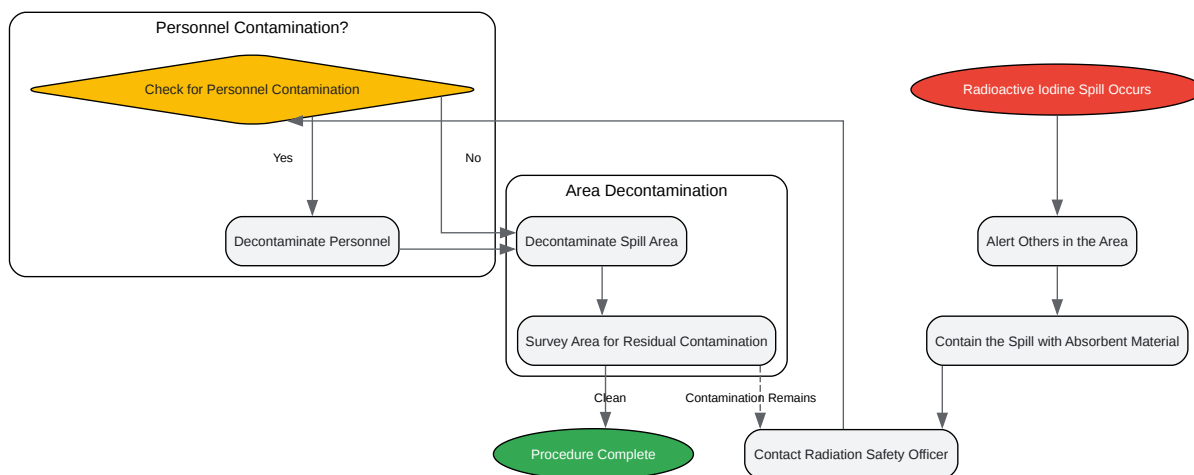 Personnel Contamination?
Check for Personnel Contamination
Radioactive Iodine Spill Occurs
Yes
No
Area Decontamination
Decontaminate Personnel
Decontaminate Spill Area
Alert Others in the Area
Survey Area for Residual Contamination
Contain the Spill with Absorbent Material
Clean
Contamination Remains
Procedure Complete
Contact Radiation Safety Officer